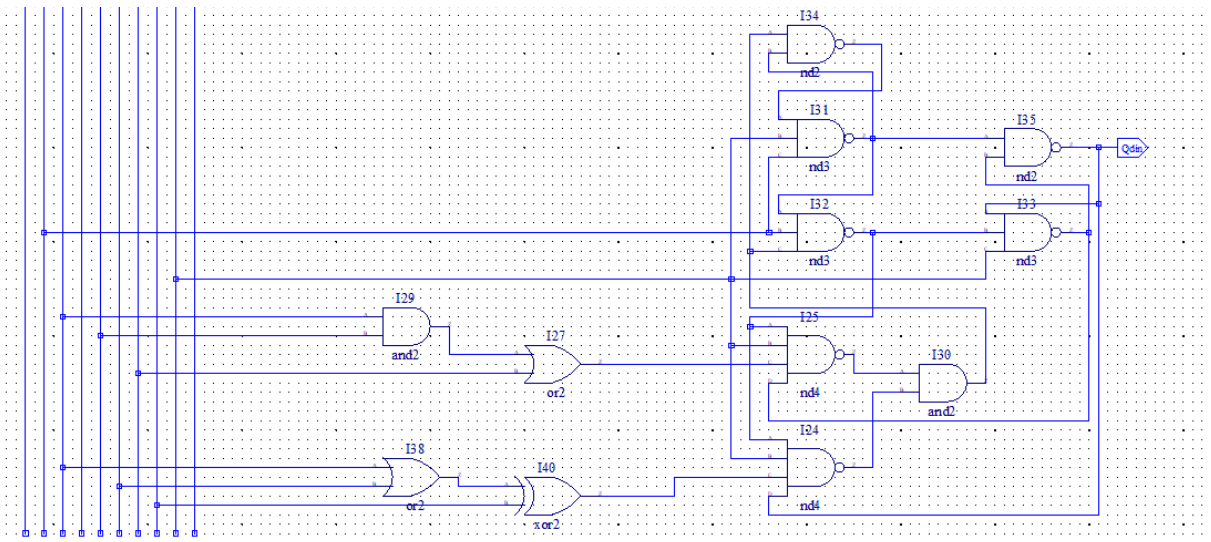 I34
nd2
I31
nd3
I35
nd2
Qdin
I32
nd3
I33
nd3
I29
and2
I27
or2
I25
nd4
I30
and2
I24
nd4
I38
or2
I40
xor2